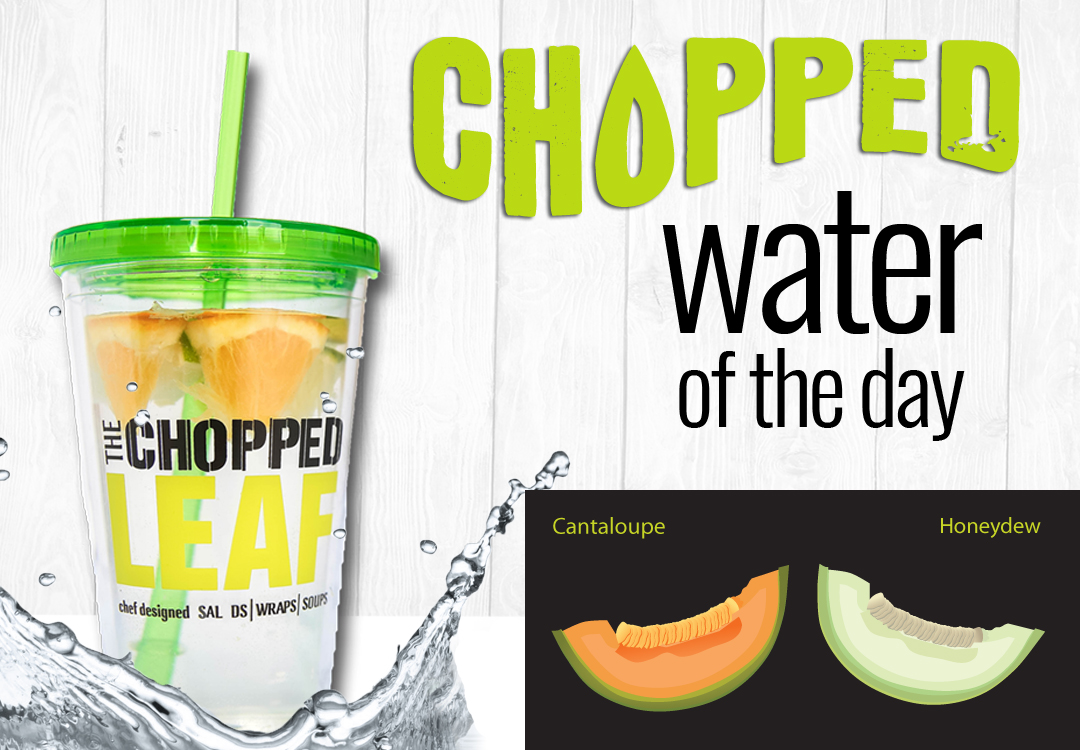 CHOPPED
water
of the day
THE CHOPPED
LEAF
chef designed SAL DS|WRAPS|SOUPS
Cantaloupe Honeydew